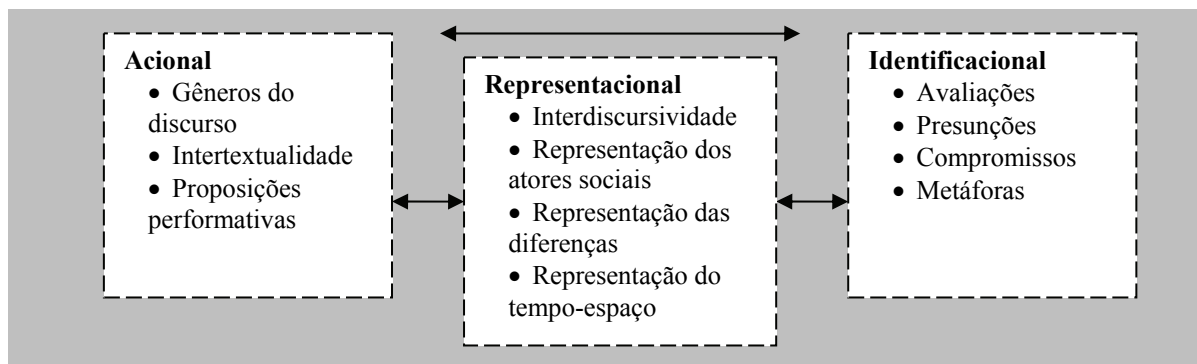 Acional
• Gêneros do
discurso
• Intertextualidade
• Proposições
performativas
Representacional
• Interdiscursividade
• Representação dos
atores sociais
• Representação das
diferenças
• Representação do
tempo-espaço
Identificacional
• Avaliações
• Presunções
• Compromissos
• Metáforas